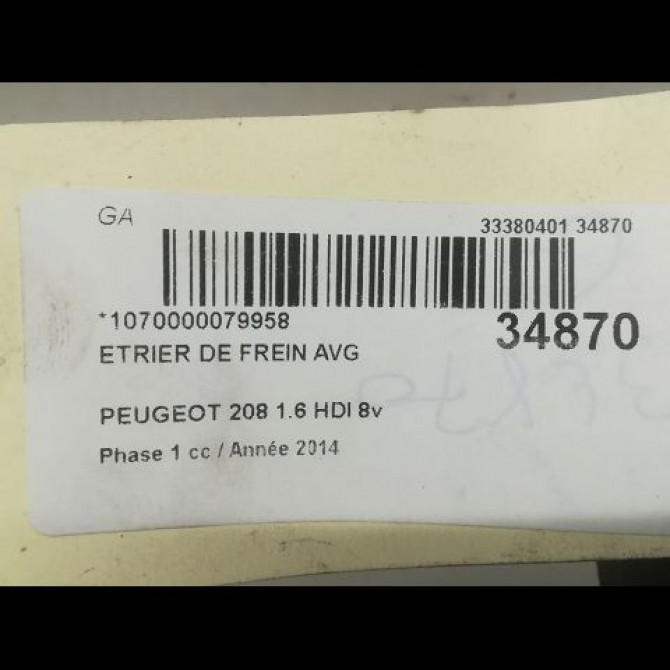 GA
33380401 34870
*1070000079958
34870
ETRIER DE FREIN AVG
PEUGEOT 208 1.6 HDI 8v
Phase 1 cc / Année 2014